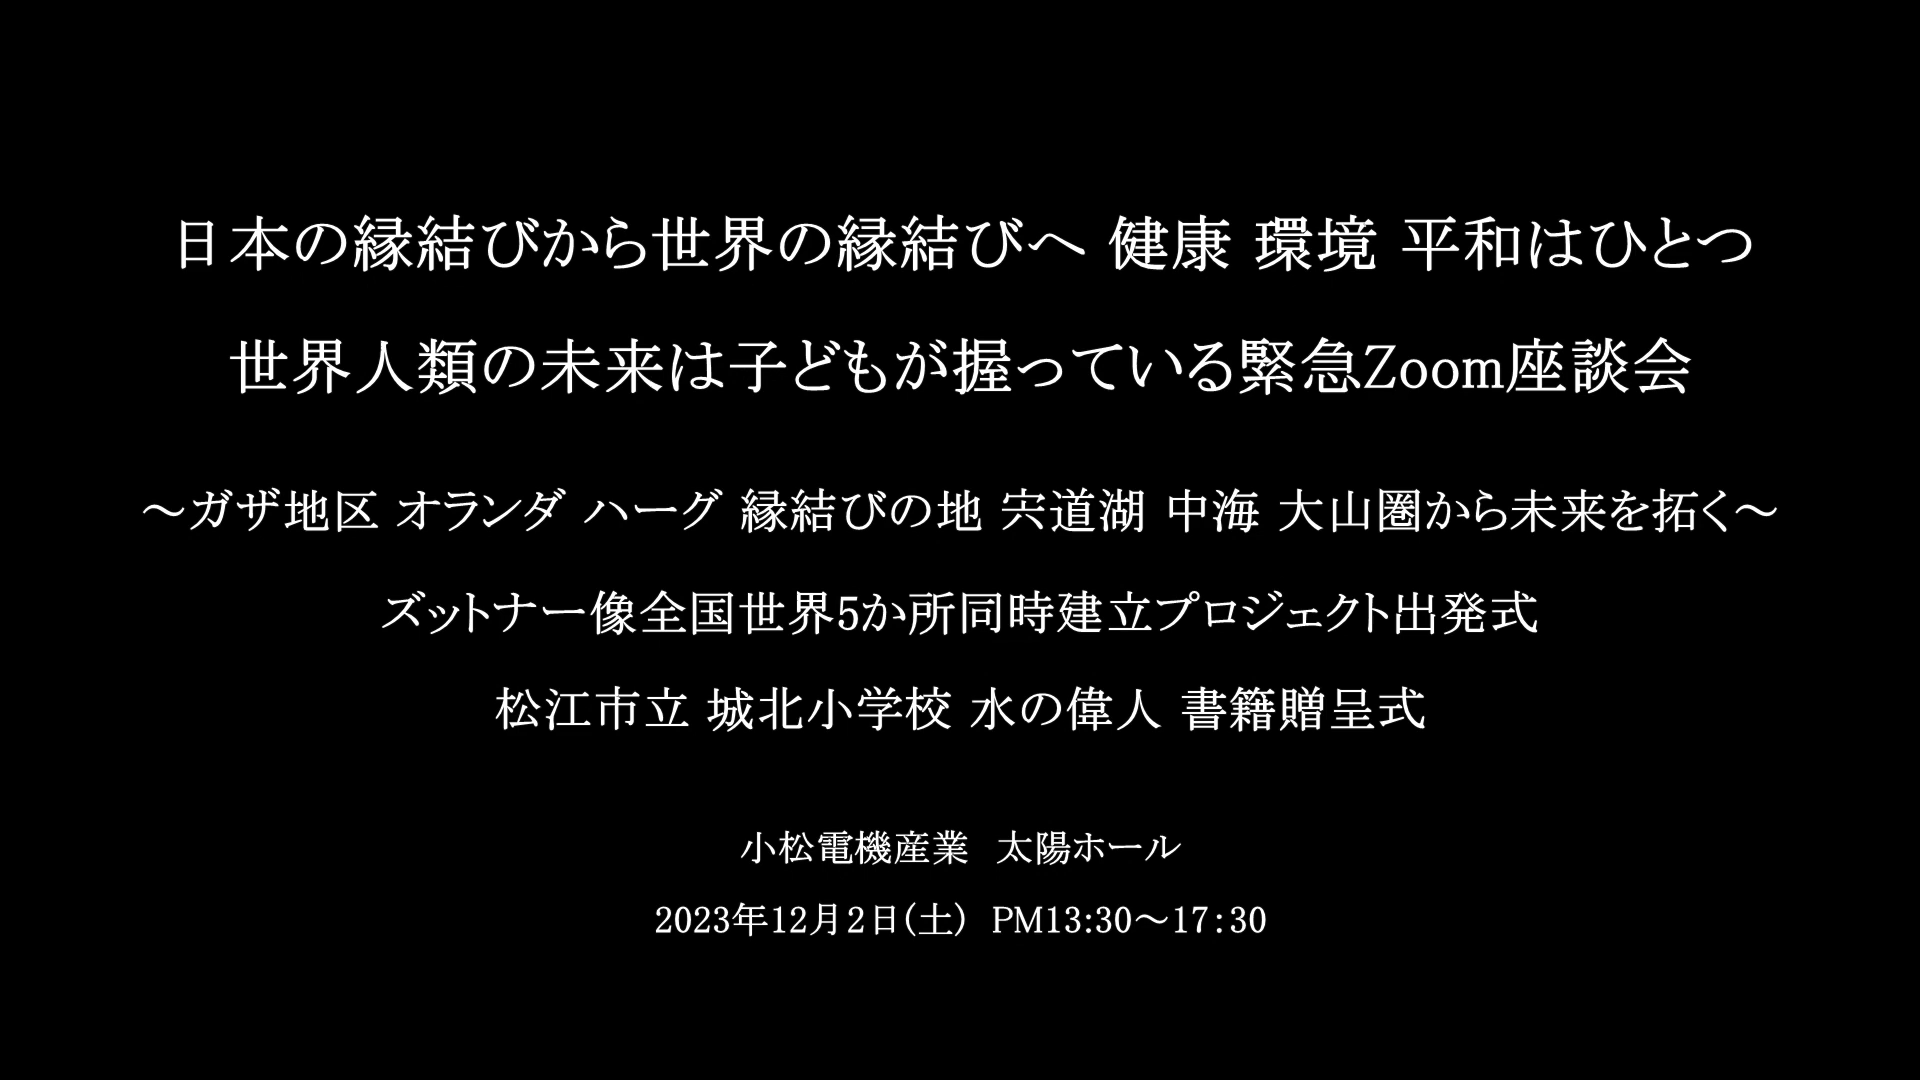 日本の縁結びから世界の縁結びへ 健康 環境 平和はひとつ
世界人類の未来は子どもが握っている緊急Zoom座談会
～ガザ地区 オランダ ハーグ 縁結びの地 宍道湖 中海 大山圏から未来を拓く～
ズットナー像全国世界5か所同時建立プロジェクト出発式
松江市立 城北小学校 水の偉人 書籍贈呈式
小松電機産業　太陽ホール
2023年12月2日(土) PM13:30～17:30